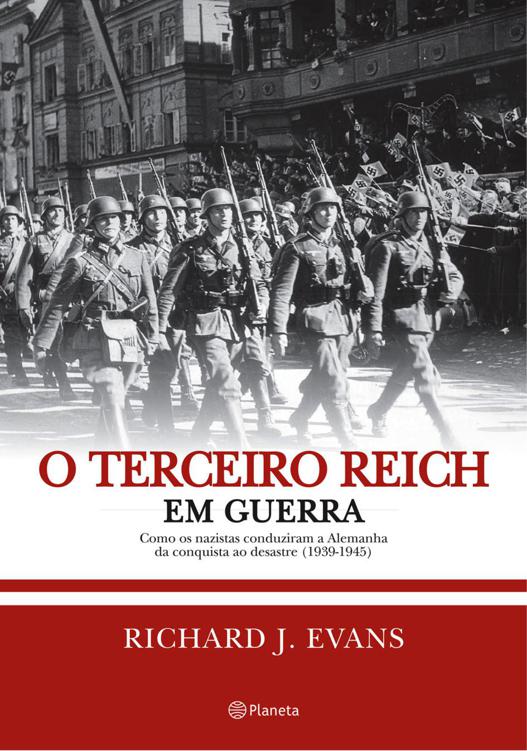 O TERCEIRO REICH
EM GUERRA
Como os nazistas conduziram a Alemanha
da conquista ao desastre (1939-1945)
RICHARD J. EVANS
Planeta